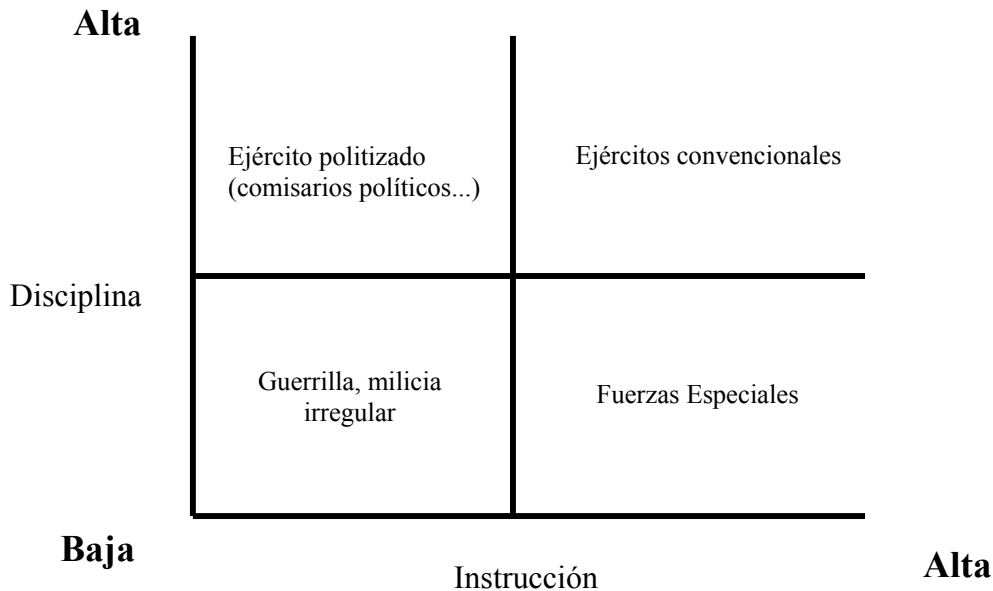 Alta
Ejército politizado
(comisarios políticos...)
Ejércitos convencionales
Disciplina
Guerrilla, milicia
irregular
Fuerzas Especiales
Baja
Instrucción
Alta